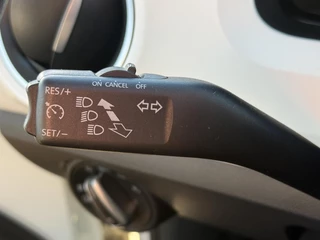 ON CANCEL OFF
RES/+
SET/-